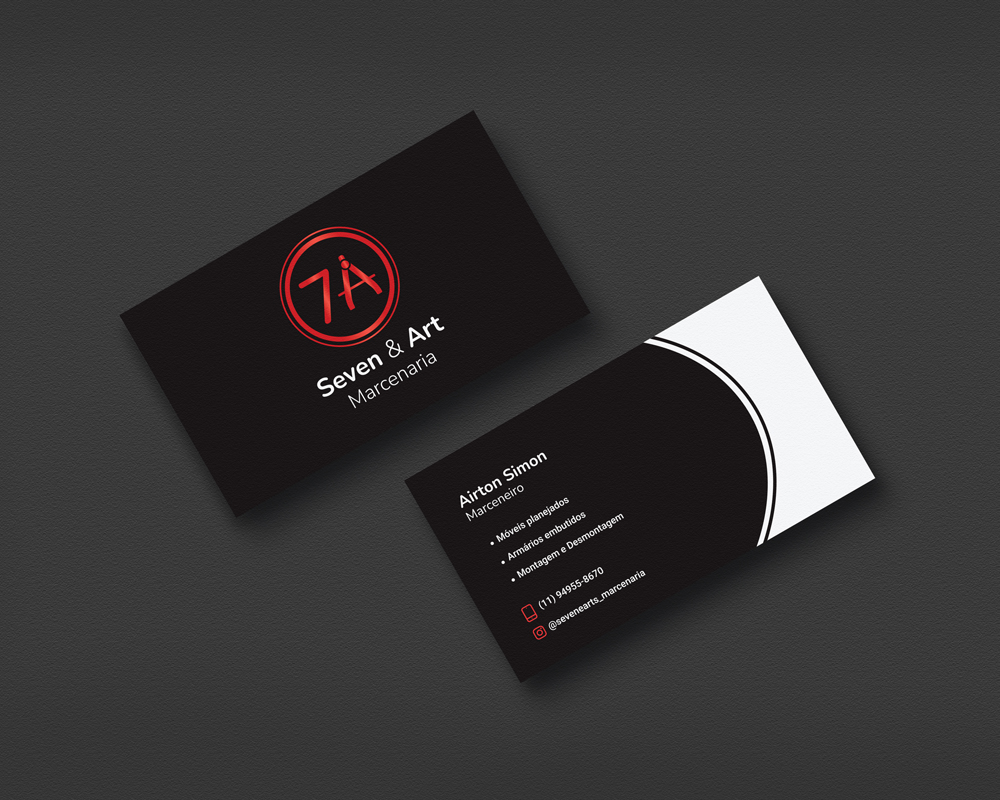 7A
Seven & Art
Marcenaria
Airton Simon
Marceneiro
• Móveis planejados
• Armários embutidos
• Montagem e Desmontagem
(11) 94955-8670
@sevenearts_marcenaria